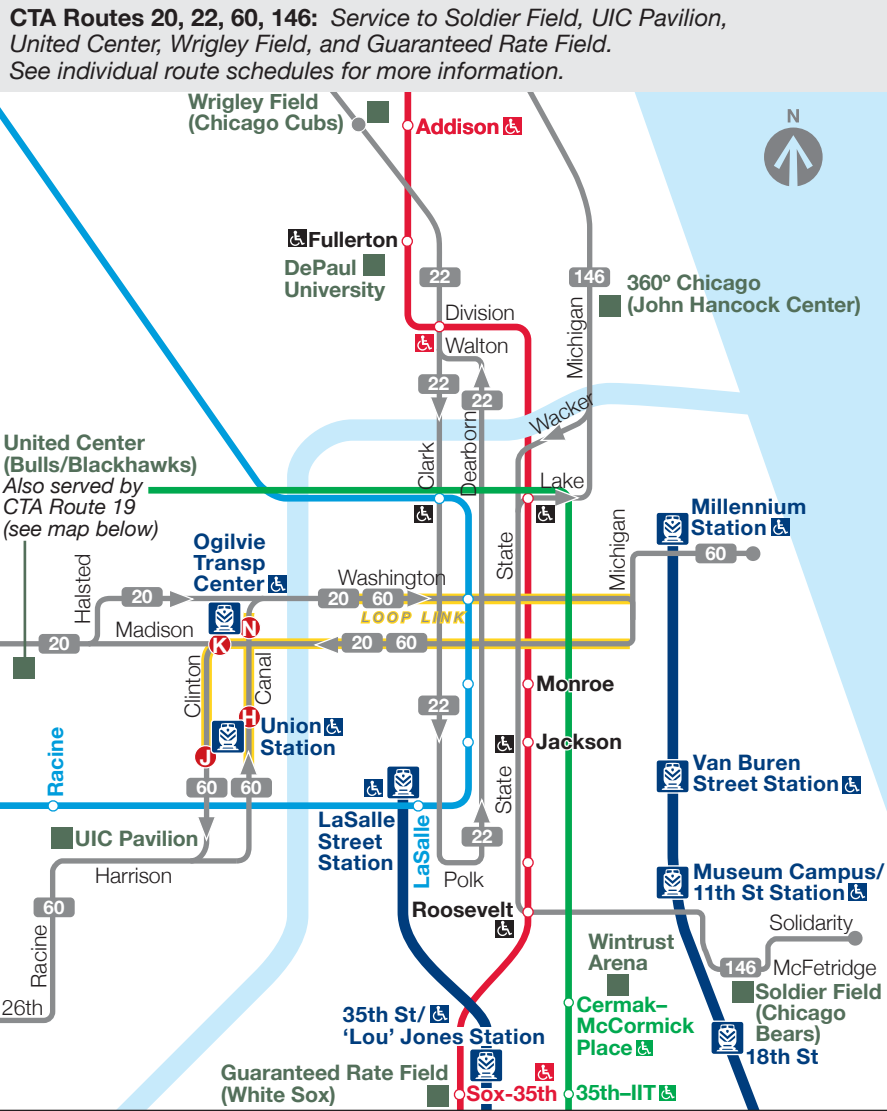 CTA Routes 20, 22, 60, 146: Service to Soldier Field, UIC Pavilion,
United Center, Wrigley Field, and Guaranteed Rate Field.
See individual route schedules for more information.
Wrigley Field
(Chicago Cubs)
Addison
N
Fullerton
DePaul
University
22
146
360º Chicago
(John Hancock Center)
Michigan
Division
Walton
22
22
Wacker
Clark
Dearborn
United Center
(Bulls/Blackhawks)
Also served by
CTA Route 19
(see map below)
Lake
Ogilvie
Transp
Center
State
Michigan
Millennium
Station
60
Halsted
20
Washington
20
60
LOOP LINK
Madison
20
N
K
20
60
Clinton
Canal
Monroe
22
H
Union
Station
J
Jackson
Racine
60
60
State
Van Buren
Street Station
LaSalle
Street
Station
LaSalle
22
UIC Pavilion
Harrison
Polk
Museum Campus/
11th St Station
60
Roosevelt
Solidarity
Racine
Wintrust
Arena
146
McFetridge
26th
Soldier Field
(Chicago
Bears)
35th St/
‘Lou’ Jones Station
Cermak–
McCormick
Place
18th St
Guaranteed Rate Field
(White Sox)
Sox-35th
35th–IIT